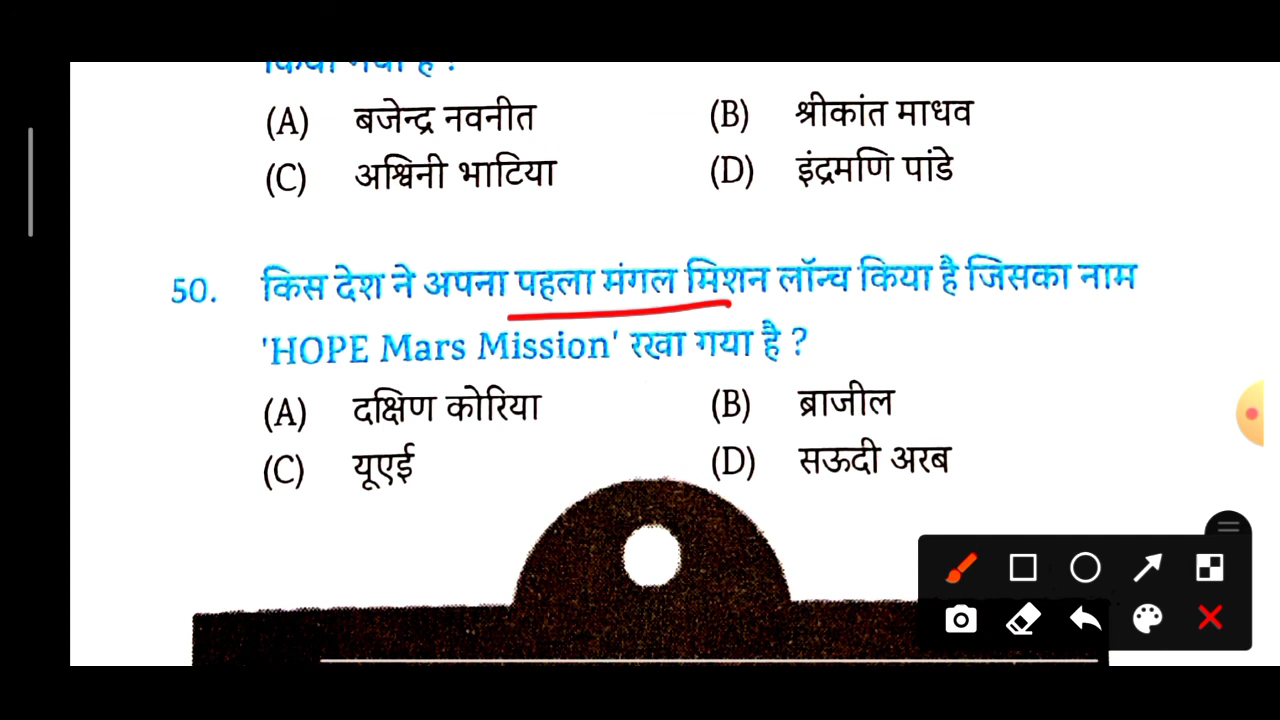 किया गया है ?
(A) बजेन्द्र नवनीत (B) श्रीकांत माधव
(C) अश्विनी भाटिया (D) इंद्रमणि पांडे
50. किस देश ने अपना पहला मंगल मिशन लॉन्च किया है जिसका नाम
'HOPE Mars Mission' रखा गया है ?
(A) दक्षिण कोरिया (B) ब्राजील
(C) यूएई (D) सऊदी अरब